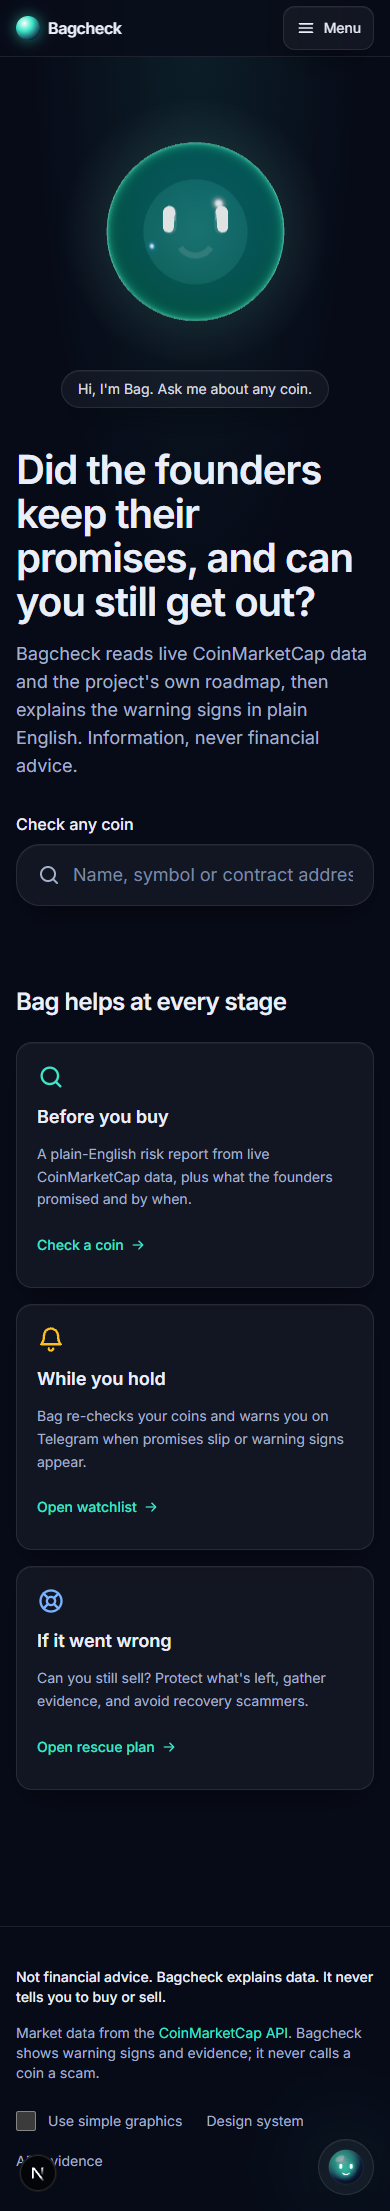 Bagcheck
Menu
Hi, I'm Bag. Ask me about any coin.
Did the founders
keep their
promises, and can
you still get out?
Bagcheck reads live CoinMarketCap data
and the project's own roadmap, then
explains the warning signs in plain
English. Information, never financial
advice.
Check any coin
Name, symbol or contract addres
Bag helps at every stage
Before you buy
A plain-English risk report from live
CoinMarketCap data, plus what the founders
promised and by when.
Check a coin →
While you hold
Bag re-checks your coins and warns you on
Telegram when promises slip or warning signs
appear.
Open watchlist →
If it went wrong
Can you still sell? Protect what's left, gather
evidence, and avoid recovery scammers.
Open rescue plan →
Not financial advice. Bagcheck explains data. It never
tells you to buy or sell.
Market data from the CoinMarketCap API. Bagcheck
shows warning signs and evidence; it never calls a
coin a scam.
Use simple graphics Design system
N